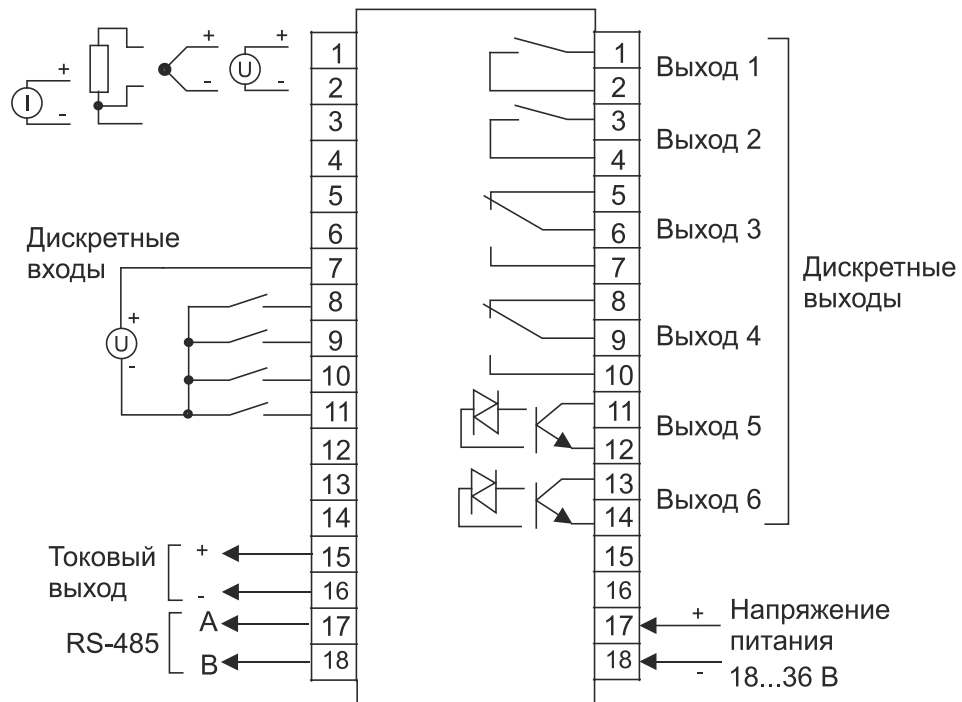 +
-
I
+
-
+
-
U
1
2
3
4
5
6
7
8
9
10
11
12
13
14
15
16
17
18
Дискретные
входы
+
U
-
Токовый
выход
+
-
RS-485
A
B
1
2
3
4
5
6
7
8
9
10
11
12
13
14
15
16
17
18
Выход 1
Выход 2
Выход 3
Выход 4
Выход 5
Выход 6
Дискретные
выходы
+
-
Напряжение
питания
18...36 В